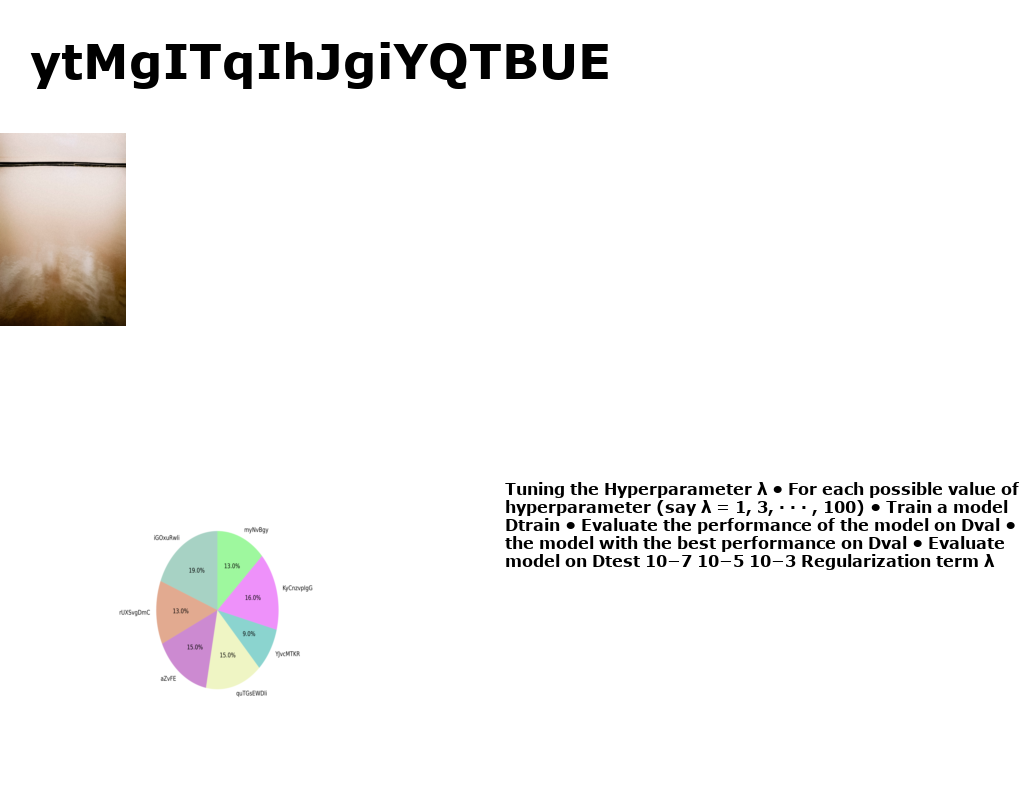 ytMgITqIhJgiYQTBUE
Tuning the Hyperparameter λ • For each possible value of
hyperparameter (say λ = 1, 3, · · · , 100) • Train a model
Dtrain • Evaluate the performance of the model on Dval •
the model with the best performance on Dval • Evaluate
model on Dtest 10−7 10−5 10−3 Regularization term λ
myNvBgy
iGOxuRwli
19.0%
13.0%
KyCnzvpIgG
16.0%
rUXSvgDmC
13.0%
9.0%
15.0%
15.0%
YJvcMTKR
aZvFE
quTGsEWDli